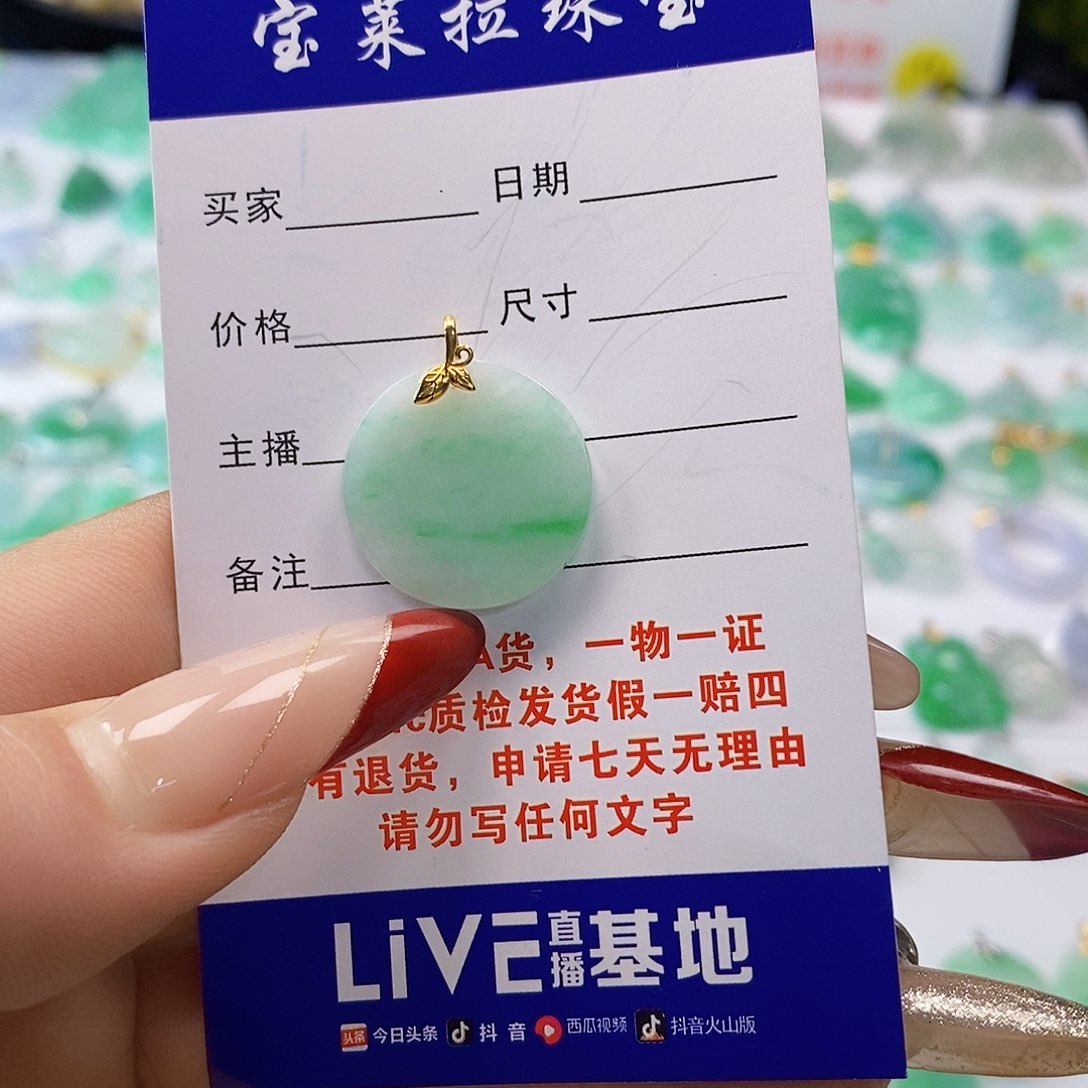 宝菜拉珠宝
买家 日期
价格 尺寸
主播
备注
A货，一物一证
质检发货假一赔四
有退货，申请七天无理由
请勿写任何文字
LiVE直播基地
头条 今日头条 抖音 西瓜视频 抖音火山版